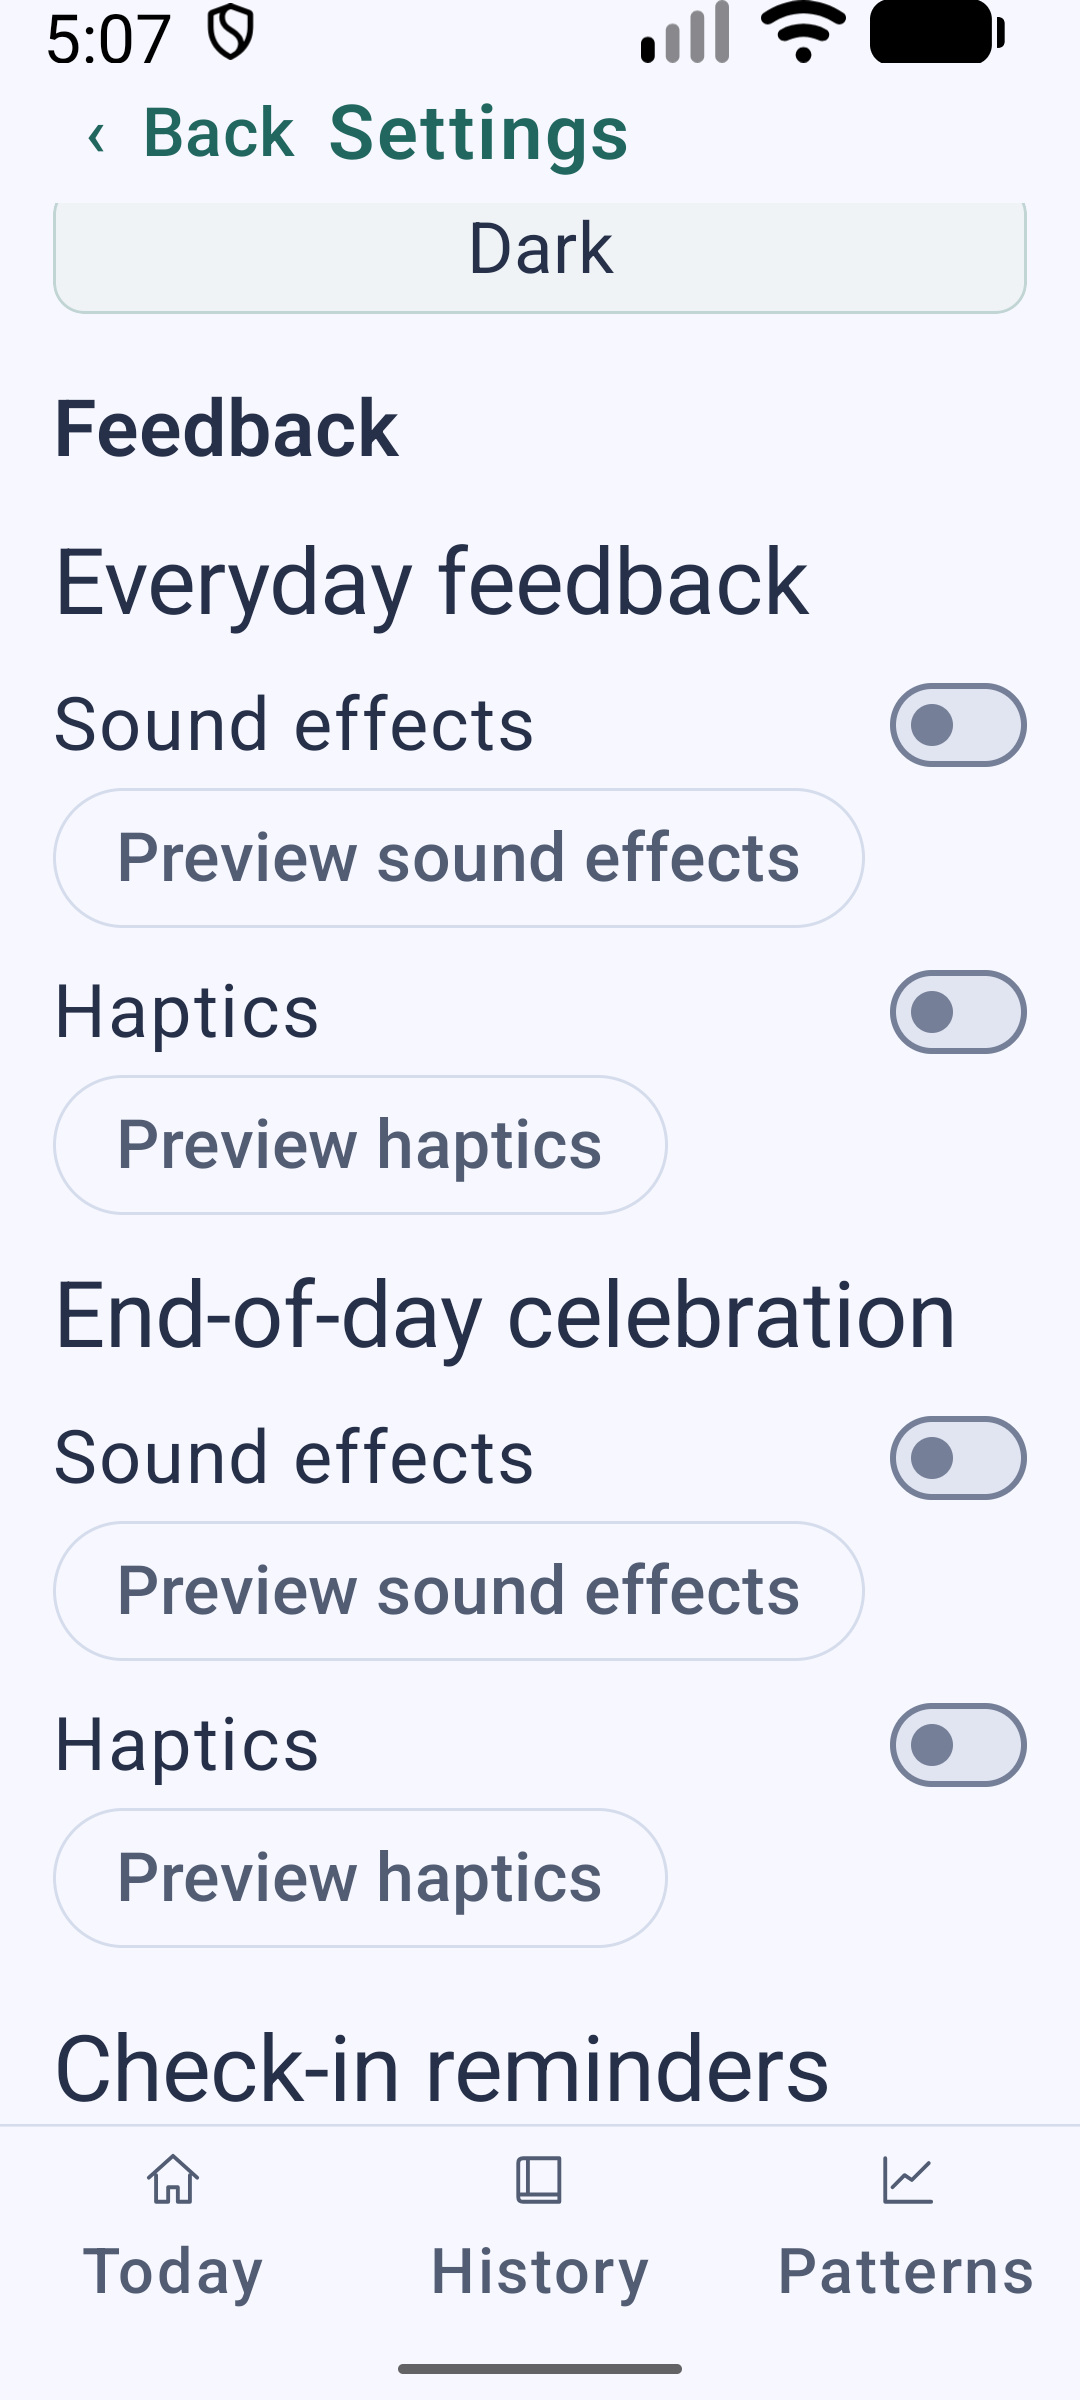 5:07
‹ Back Settings
Dark
Feedback
Everyday feedback
Sound effects
Preview sound effects
Haptics
Preview haptics
End-of-day celebration
Sound effects
Preview sound effects
Haptics
Preview haptics
Check-in reminders
Today History Patterns